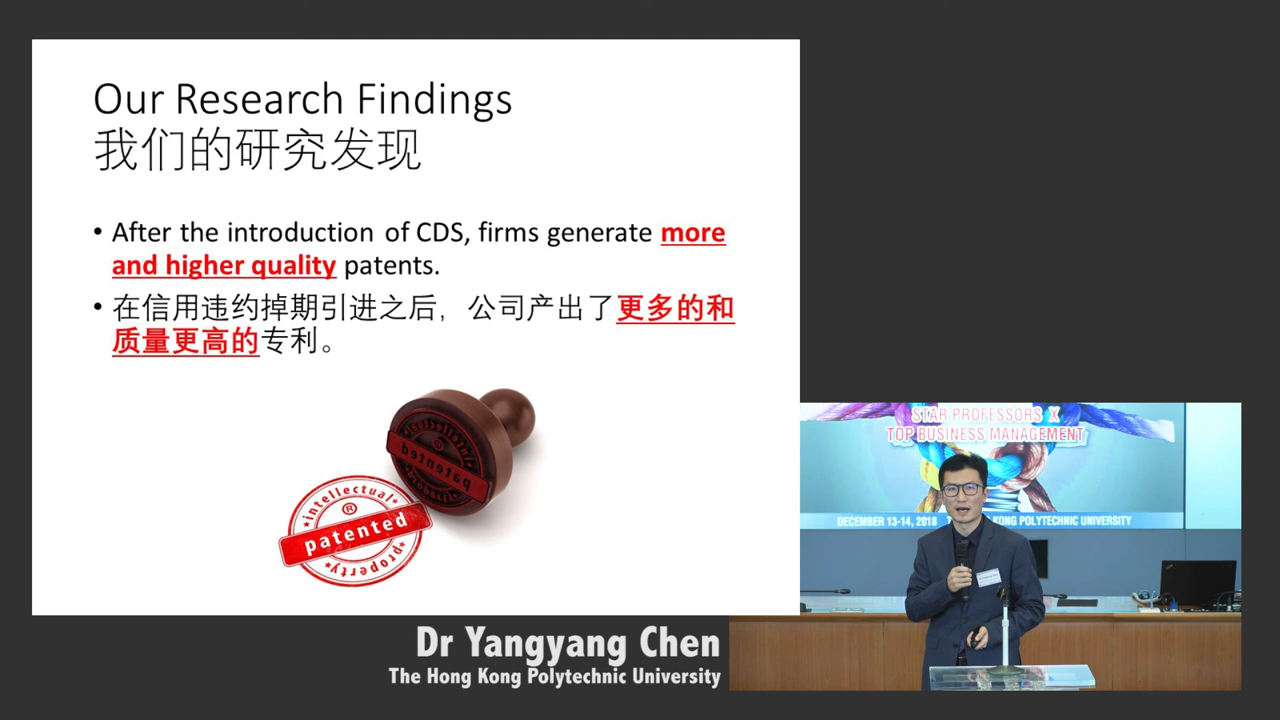 Our Research Findings
我们的研究发现
• After the introduction of CDS, firms generate more
and higher quality patents.
• 在信用违约掉期引进之后，公司产出了更多的和
质量更高的专利。
patented
intellectual
®
patented
property
STAR PROFESSORS X
TOP BUSINESS MANAGEMENT
DECEMBER 13-14, 2018
KONG POLYTECHNIC UNIVERSITY
Dr Yangyang Chen
The Hong Kong Polytechnic University